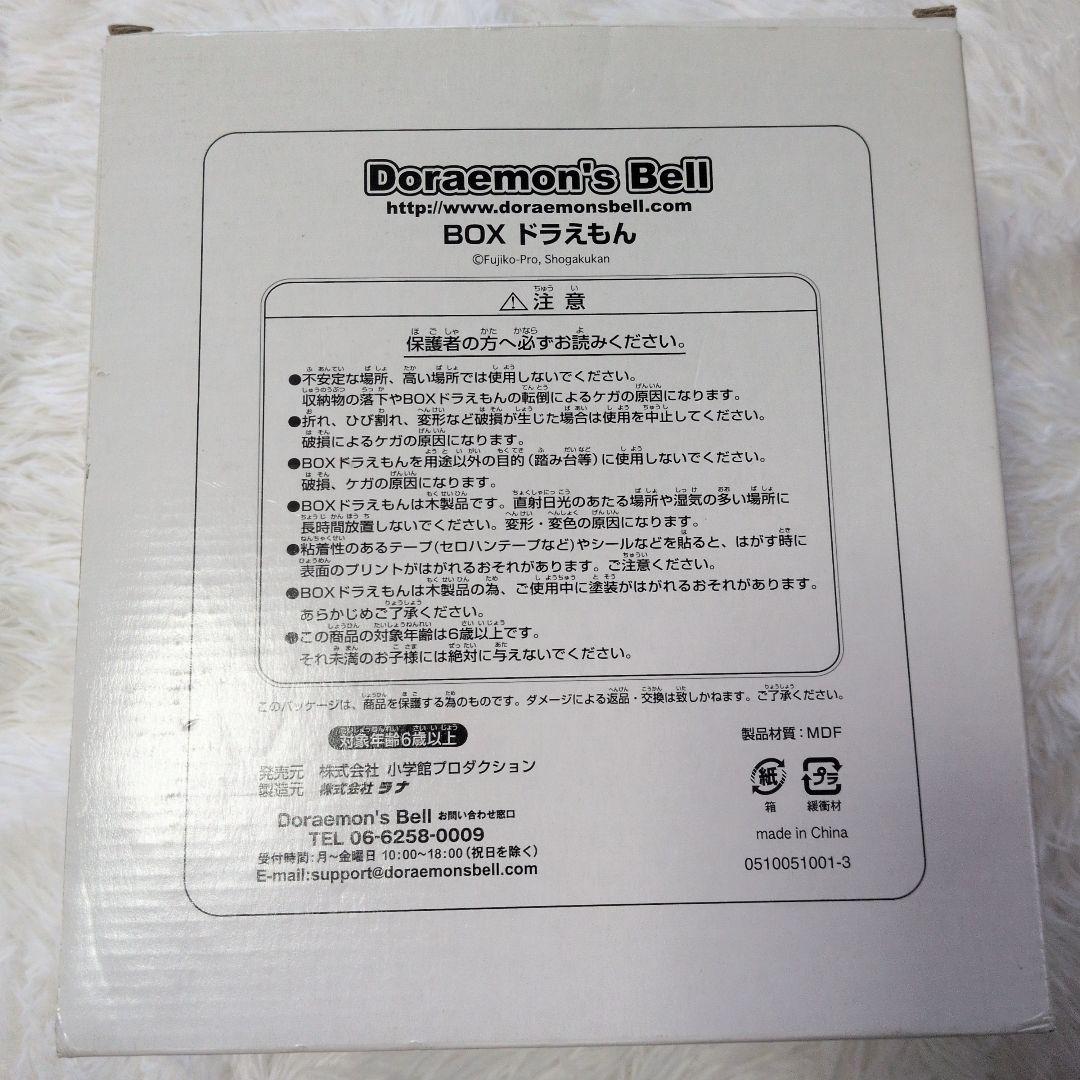 Doraemon's Bell
http://www.doraemonsbell.com
BOX ドラえもん
©Fujiko-Pro, Shogakukan
⚠注意
保護者の方へ必ずお読みください。
●不安定な場所、高い場所では使用しないでください。
収納物の落下やBOXドラえもんの転倒によるケガの原因になります。
●折れ、ひび割れ、変形など破損が生じた場合は使用を中止してください。
破損によるケガの原因になります。
●BOXドラえもんを用途以外の目的(踏み台等)に使用しないでください。
破損、ケガの原因になります。
●BOXドラえもんは木製品です。直射日光のあたる場所や湿気の多い場所に
長時間放置しないでください。変形・変色の原因になります。
●粘着性のあるテープ(セロハンテープなど)やシールなどを貼ると、はがす時に
表面のプリントがはがれるおそれがあります。ご注意ください。
●BOXドラえもんは木製品の為、ご使用中に塗装がはがれるおそれがあります。
あらかじめご了承ください。
●この商品の対象年齢は6歳以上です。
それ未満のお子様には絶対に与えないでください。
このパッケージは、商品を保護する為のものです。ダメージによる返品・交換は致しかねます。ご了承ください。
対象年齢6歳以上
製品材質:MDF
発売元 株式会社 小学館プロダクション
製造元 株式会社 ラナ
紙 プラ
箱 緩衝材
Doraemon's Bell お問い合わせ窓口
TEL 06-6258-0009
受付時間:月~金曜日 10:00~18:00(祝日を除く)
E-mail:support@doraemonsbell.com
made in China
0510051001-3